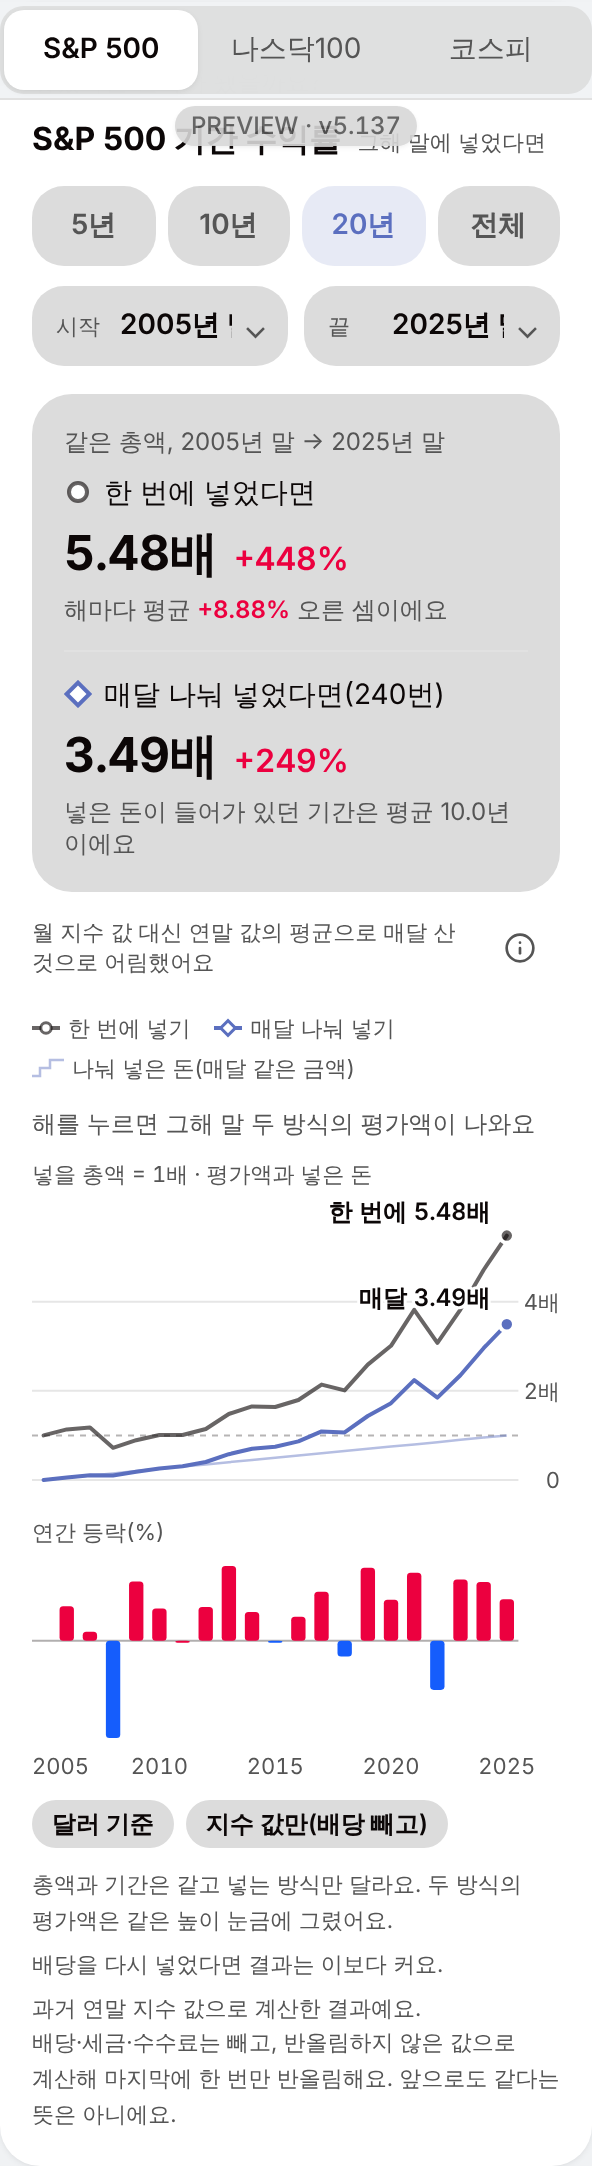 S&P 500 나스닥100 코스피
PREVIEW · v5.137
S&P 500 기간 수익률 그해 말에 넣었다면
5년 10년 20년 전체
시작 2005년 끝 2025년
같은 총액, 2005년 말 → 2025년 말
한 번에 넣었다면
5.48배 +448%
해마다 평균 +8.88% 오른 셈이에요
매달 나눠 넣었다면(240번)
3.49배 +249%
넣은 돈이 들어가 있던 기간은 평균 10.0년
이에요
월 지수 값 대신 연말 값의 평균으로 매달 산
것으로 어림했어요
한 번에 넣기 매달 나눠 넣기
나눠 넣은 돈(매달 같은 금액)
해를 누르면 그해 말 두 방식의 평가액이 나와요
넣을 총액 = 1배 · 평가액과 넣은 돈
한 번에 5.48배
매달 3.49배
4배
2배
0
연간 등락(%)
2005 2010 2015 2020 2025
달러 기준 지수 값만(배당 빼고)
총액과 기간은 같고 넣는 방식만 달라요. 두 방식의
평가액은 같은 높이 눈금에 그렸어요.
배당을 다시 넣었다면 결과는 이보다 커요.
과거 연말 지수 값으로 계산한 결과예요.
배당·세금·수수료는 빼고, 반올림하지 않은 값으로
계산해 마지막에 한 번만 반올림해요. 앞으로도 같다는
뜻은 아니에요.